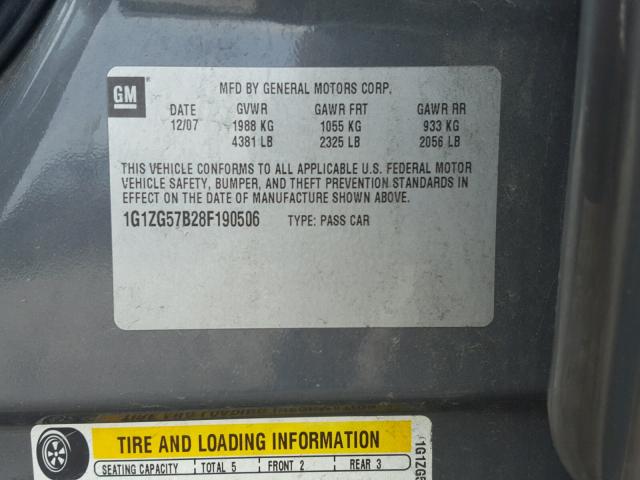 GM
MFD BY GENERAL MOTORS CORP.
DATE GVWR GAWR FRT GAWR RR
12/07 1988 KG 1055 KG 933 KG
4381 LB 2325 LB 2056 LB
THIS VEHICLE CONFORMS TO ALL APPLICABLE U.S. FEDERAL MOTOR
VEHICLE SAFETY, BUMPER, AND THEFT PREVENTION STANDARDS IN
EFFECT ON THE DATE OF MANUFACTURE SHOWN ABOVE.
1G1ZG57B28F190506 TYPE: PASS CAR
TIRE AND LOADING INFORMATION
SEATING CAPACITY TOTAL 5 FRONT 2 REAR 3
1G1ZG5